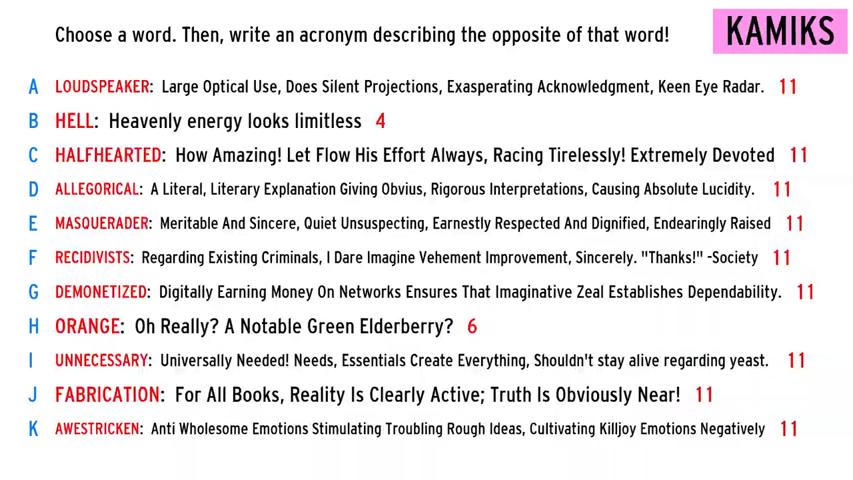 Choose a word. Then, write an acronym describing the opposite of that word!
KAMIKS
A LOUDSPEAKER: Large Optical Use, Does Silent Projections, Exasperating Acknowledgment, Keen Eye Radar. 11
B HELL: Heavenly energy looks limitless 4
C HALFHEARTED: How Amazing! Let Flow His Effort Always, Racing Tirelessly! Extremely Devoted 11
D ALLEGORICAL: A Literal, Literary Explanation Giving Obvius, Rigorous Interpretations, Causing Absolute Lucidity. 11
E MASQUERADER: Meritable And Sincere, Quiet Unsuspecting, Earnestly Respected And Dignified, Endearingly Raised 11
F RECIDIVISTS: Regarding Existing Criminals, I Dare Imagine Vehement Improvement, Sincerely. "Thanks!" -Society 11
G DEMONETIZED: Digitally Earning Money On Networks Ensures That Imaginative Zeal Establishes Dependability. 11
H ORANGE: Oh Really? A Notable Green Elderberry? 6
I UNNECESSARY: Universally Needed! Needs, Essentials Create Everything, Shouldn't stay alive regarding yeast. 11
J FABRICATION: For All Books, Reality Is Clearly Active; Truth Is Obviously Near! 11
K AWESTRICKEN: Anti Wholesome Emotions Stimulating Troubling Rough Ideas, Cultivating Killjoy Emotions Negatively 11